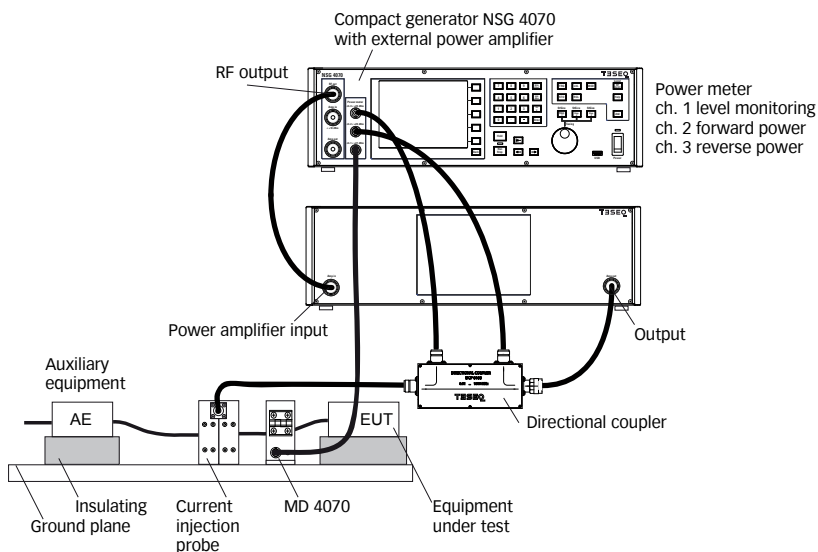 Compact generator NSG 4070
with external power amplifier
RF output
NSG 4070
TESEQ
Power meter
ch. 1 level monitoring
ch. 2 forward power
ch. 3 reverse power
TESEQ
Power amplifier input
Output
DIRECTIONAL COUPLER
TESEQ
Directional coupler
Auxiliary
equipment
AE
EUT
Insulating
Ground plane
Current
injection
probe
MD 4070
Equipment
under test